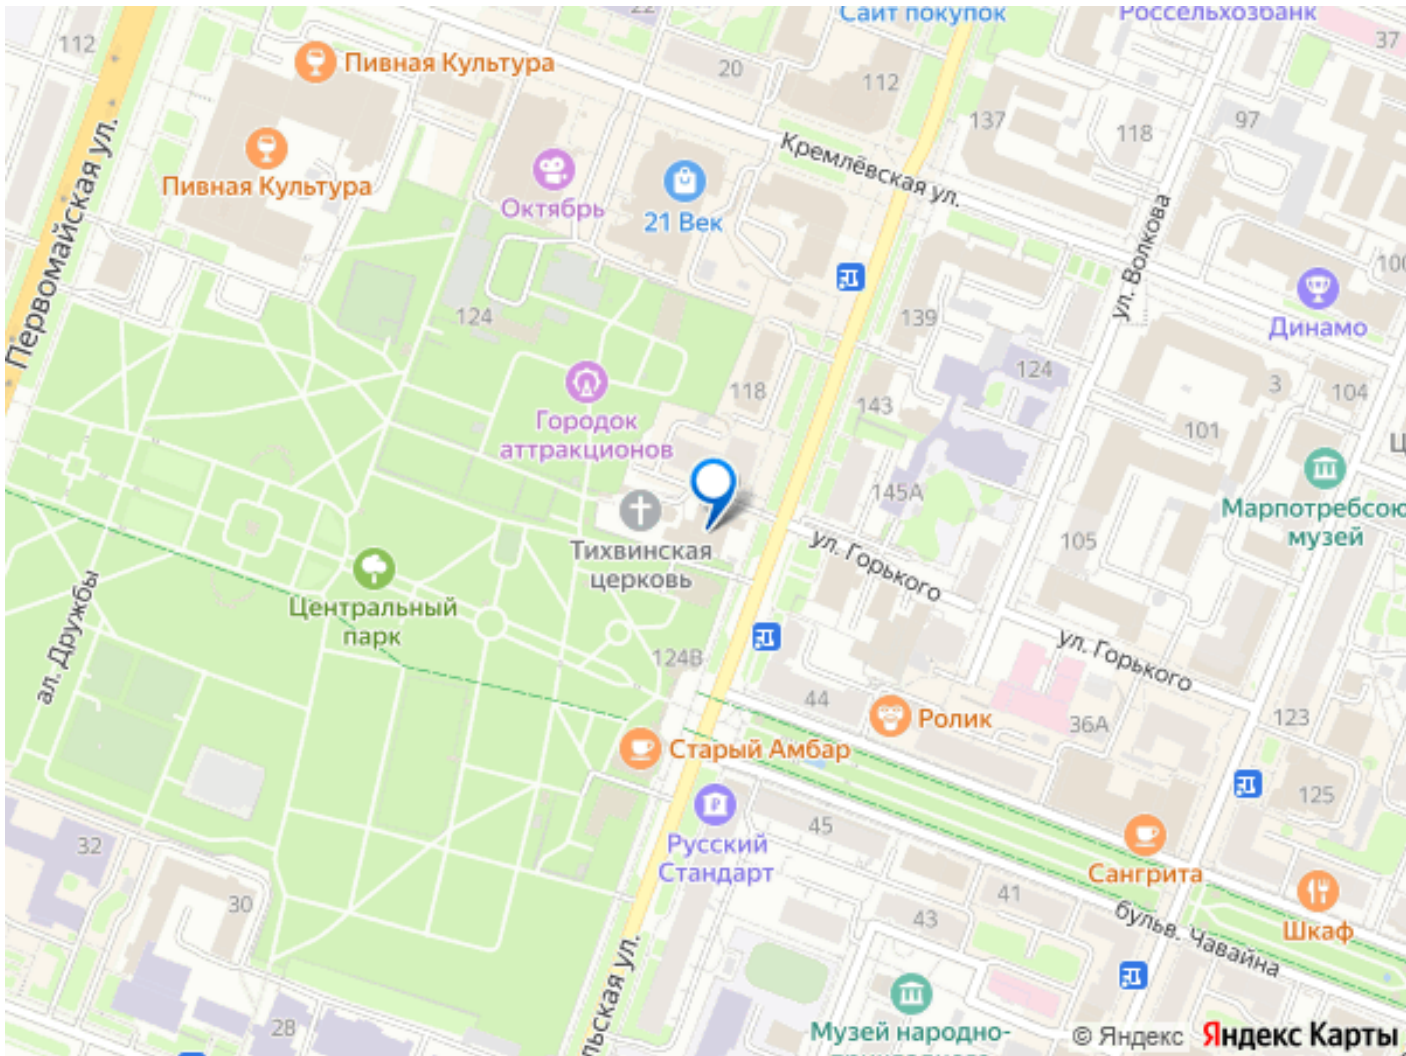 Сайт покупок
Россельхозбанк
22
112
Пивная Культура
20
112
37
137
118
97
Пивная Культура
Октябрь
21 Век
Кремлёвская ул.
Первомайская ул.
ул. Волкова
100
124
139
Динамо
124
118
143
3
104
Городок
аттракционов
101
145А
Марпотребсою
музей
Тихвинская
церковь
ул. Горького
105
Центральный
парк
ал. Дружбы
ул. Горького
124В
44
Ролик
36А
123
Старый Амбар
125
45
Русский
Стандарт
32
Сангрита
41
30
43
бульв. Чавайна
Шкаф
льская ул.
28
Музей народно-
© Яндекс Яндекс Карты